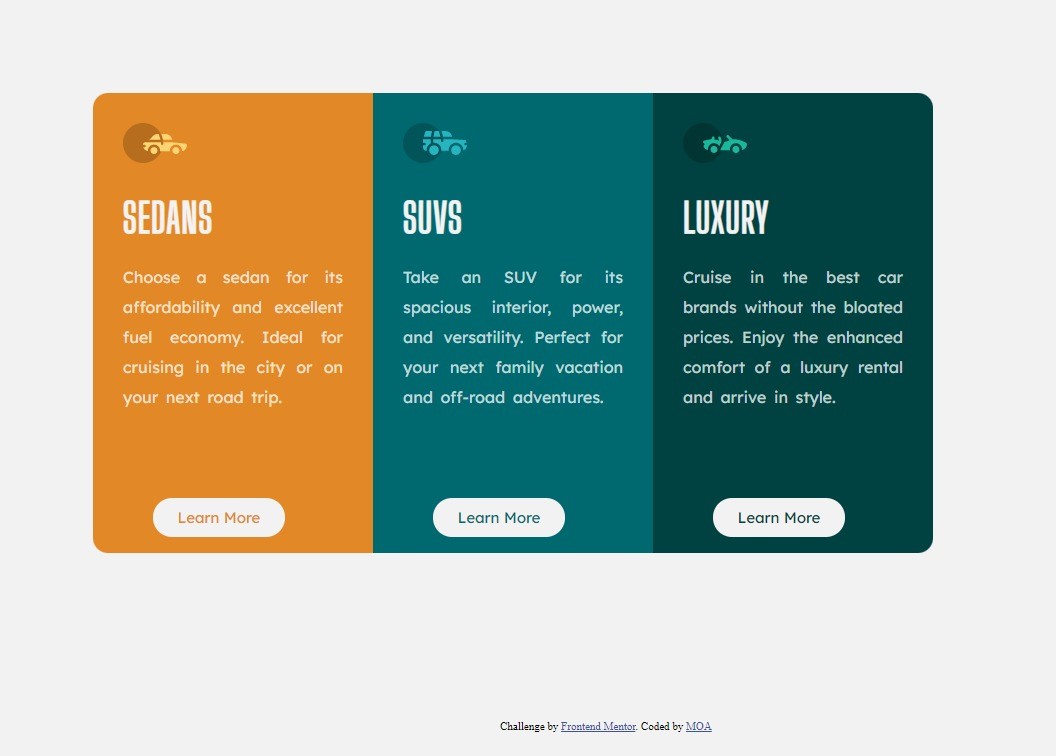 SEDANS
Choose a sedan for its
affordability and excellent
fuel economy. Ideal for
cruising in the city or on
your next road trip.
Learn More
SUVS
Take an SUV for its
spacious interior, power,
and versatility. Perfect for
your next family vacation
and off-road adventures.
Learn More
LUXURY
Cruise in the best car
brands without the bloated
prices. Enjoy the enhanced
comfort of a luxury rental
and arrive in style.
Learn More
Challenge by Frontend Mentor. Coded by MOA